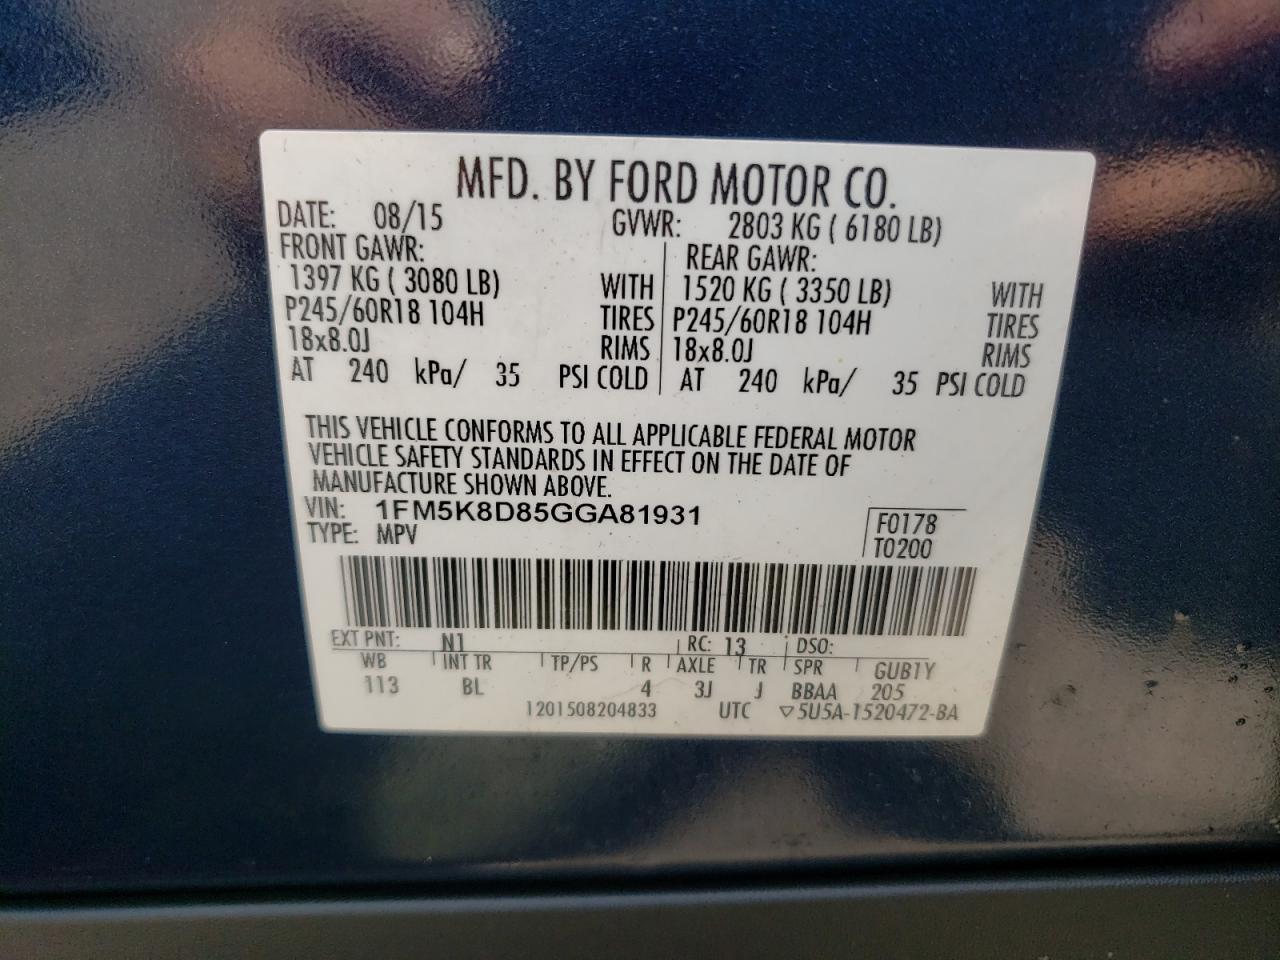 MFD. BY FORD MOTOR CO.
DATE: 08/15 GVWR: 2803 KG ( 6180 LB)
FRONT GAWR: REAR GAWR:
1397 KG ( 3080 LB) WITH 1520 KG ( 3350 LB) WITH
P245/60R18 104H TIRES P245/60R18 104H TIRES
18x8.0J RIMS 18x8.0J RIMS
AT 240 kPa/ 35 PSI COLD AT 240 kPa/ 35 PSI COLD
THIS VEHICLE CONFORMS TO ALL APPLICABLE FEDERAL MOTOR
VEHICLE SAFETY STANDARDS IN EFFECT ON THE DATE OF
MANUFACTURE SHOWN ABOVE.
VIN: 1FM5K8D85GGA81931 F0178
TYPE: MPV T0200
EXT PNT: N1 RC: 13 DSO:
WB INT TR TP/PS R AXLE TR SPR GUB1Y
113 BL 4 3J J BBAA 205
1201508204833 UTC ▽5U5A-1520472-BA